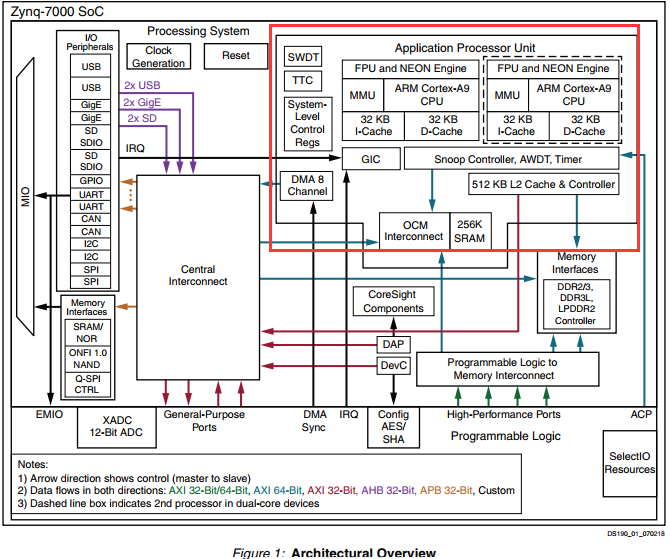 Zynq-7000 SoC
I/O
Peripherals
USB
USB
GigE
GigE
SD
SDIO
SD
SDIO
GPIO
UART
UART
CAN
CAN
I2C
I2C
SPI
SPI
MIO
Memory
Interfaces
SRAM/
NOR
ONFI 1.0
NAND
Q-SPI
CTRL
Processing System
Clock
Generation
Reset
2x USB
2x GigE
2x SD
IRQ
Central
Interconnect
SWDT
TTC
System-
Level
Control
Regs
DMA 8
Channel
Application Processor Unit
FPU and NEON Engine
MMU
ARM Cortex-A9
CPU
32 KB
I-Cache
32 KB
D-Cache
FPU and NEON Engine
MMU
ARM Cortex-A9
CPU
32 KB
I-Cache
32 KB
D-Cache
GIC
Snoop Controller, AWDT, Timer
512 KB L2 Cache & Controller
OCM
Interconnect
256K
SRAM
Memory
Interfaces
DDR2/3,
DDR3L,
LPDDR2
Controller
CoreSight
Components
DAP
DevC
Programmable Logic to
Memory Interconnect
EMIO
XADC
12-Bit ADC
General-Purpose
Ports
DMA
Sync
IRQ
Config
AES/
SHA
High-Performance Ports
ACP
Programmable Logic
SelectIO
Resources
Notes:
1) Arrow direction shows control (master to slave)
2) Data flows in both directions: AXI 32-Bit/64-Bit, AXI 64-Bit, AXI 32-Bit, AHB 32-Bit, APB 32-Bit, Custom
3) Dashed line box indicates 2nd processor in dual-core devices
DS190_01_070218
Figure 1: Architectural Overview